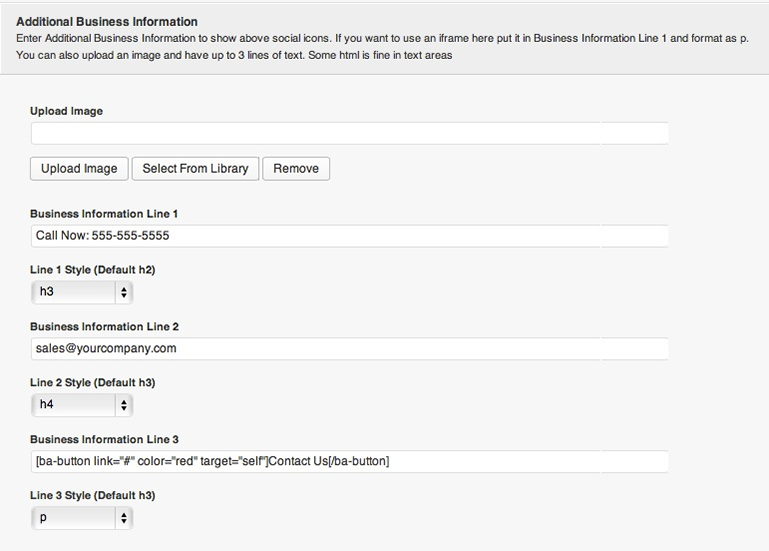 Additional Business Information
Enter Additional Business Information to show above social icons. If you want to use an iframe here put it in Business Information Line 1 and format as p.
You can also upload an image and have up to 3 lines of text. Some html is fine in text areas
Upload Image
Upload Image Select From Library Remove
Business Information Line 1
Call Now: 555-555-5555
Line 1 Style (Default h2)
h3
Business Information Line 2
sales@yourcompany.com
Line 2 Style (Default h3)
h4
Business Information Line 3
[ba-button link="#" color="red" target="self"]Contact Us[/ba-button]
Line 3 Style (Default h3)
p